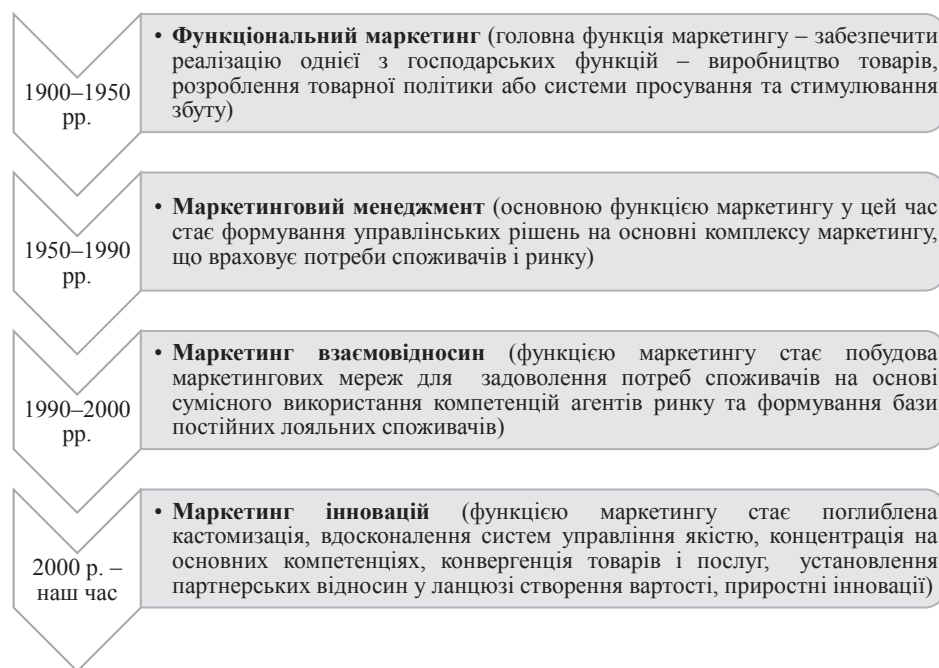 1900–1950
рр.
• Функціональний маркетинг (головна функція маркетингу – забезпечити
реалізацію однієї з господарських функцій – виробництво товарів,
розроблення товарної політики або системи просування та стимулювання
збуту)
1950–1990
рр.
• Маркетинговий менеджмент (основною функцією маркетингу у цей час
стає формування управлінських рішень на основні комплексу маркетингу,
що враховує потреби споживачів і ринку)
1990–2000
рр.
• Маркетинг взаємовідносин (функцією маркетингу стає побудова
маркетингових мереж для задоволення потреб споживачів на основі
сумісного використання компетенцій агентів ринку та формування бази
постійних лояльних споживачів)
2000 р. –
наш час
• Маркетинг інновацій (функцією маркетингу стає поглиблена
кастомизація, вдосконалення систем управління якістю, концентрація на
основних компетенціях, конвергенція товарів і послуг, установлення
партнерських відносин у ланцюзі створення вартості, приростні інновації)